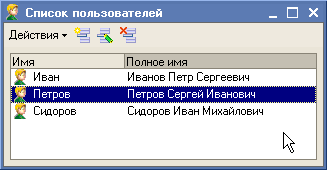 Список пользователей
Действия
Имя Полное имя
Иван Иванов Петр Сергеевич
Петров Петров Сергей Иванович
Сидоров Сидоров Иван Михайлович